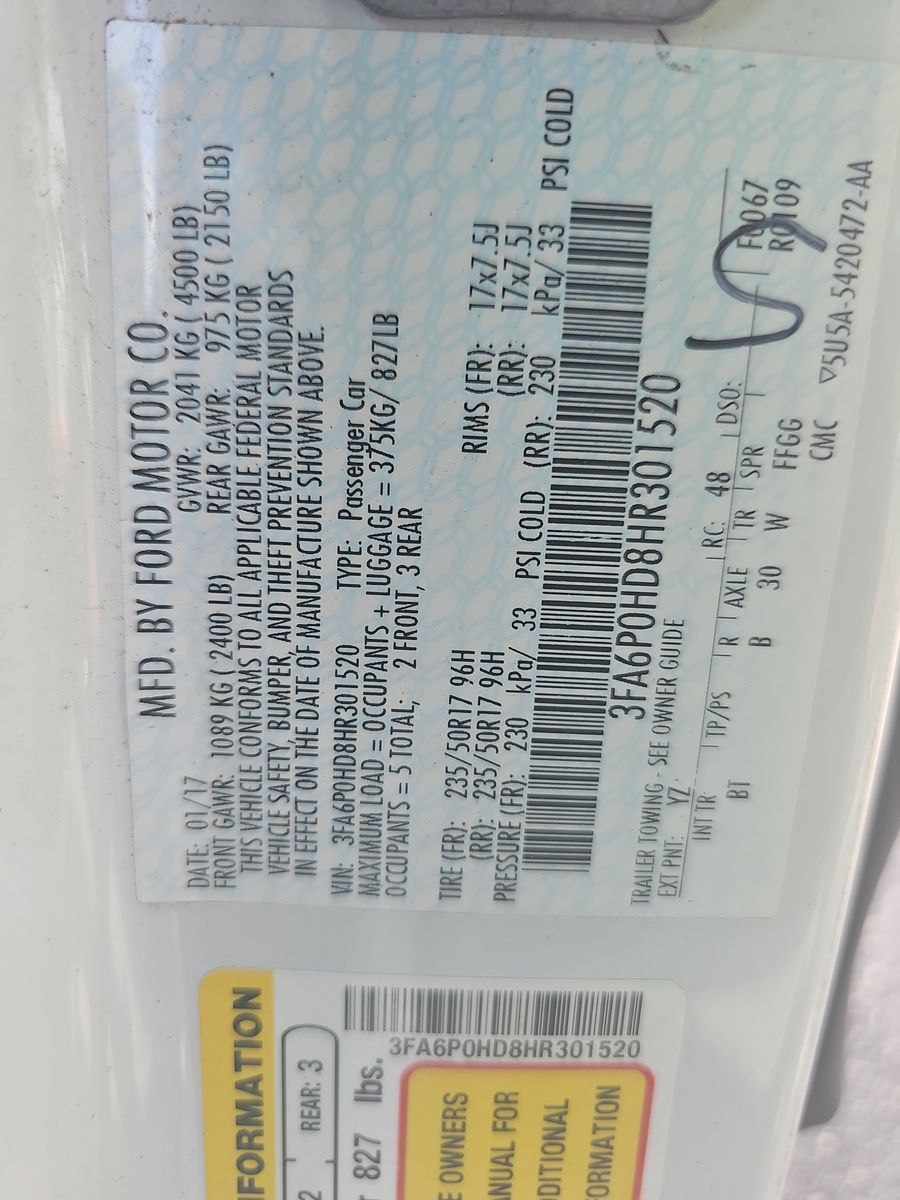 MFD. BY FORD MOTOR CO.
DATE: 01/17 GVWR: 2041 KG ( 4500 LB)
FRONT GAWR: 1089 KG ( 2400 LB) REAR GAWR: 975 KG ( 2150 LB)
THIS VEHICLE CONFORMS TO ALL APPLICABLE FEDERAL MOTOR
VEHICLE SAFETY, BUMPER, AND THEFT PREVENTION STANDARDS
IN EFFECT ON THE DATE OF MANUFACTURE SHOWN ABOVE.
VIN: 3FA6P0HD8HR301520 TYPE: Passenger Car
MAXIMUM LOAD = OCCUPANTS + LUGGAGE = 375KG/ 827LB
OCCUPANTS = 5 TOTAL; 2 FRONT, 3 REAR
TIRE (FR): 235/50R17 96H RIMS (FR): 17x7.5J
(RR): 235/50R17 96H (RR): 17x7.5J
PRESSURE (FR): 230 kPa/ 33 PSI COLD (RR): 230 kPa/ 33 PSI COLD
3FA6P0HD8HR301520
TRAILER TOWING - SEE OWNER GUIDE
EXT PNT: YZ RC: 48 DSO: F0067
INT TR TP/PS R AXLE TR SPR R0109
BT B 30 W FFGG
CMC ▽5U5A-5420472-AA
FORMATION
2 REAR: 3
827 lbs.
3FA6P0HD8HR301520
E OWNERS
ANUAL FOR
DITIONAL
ORMATION